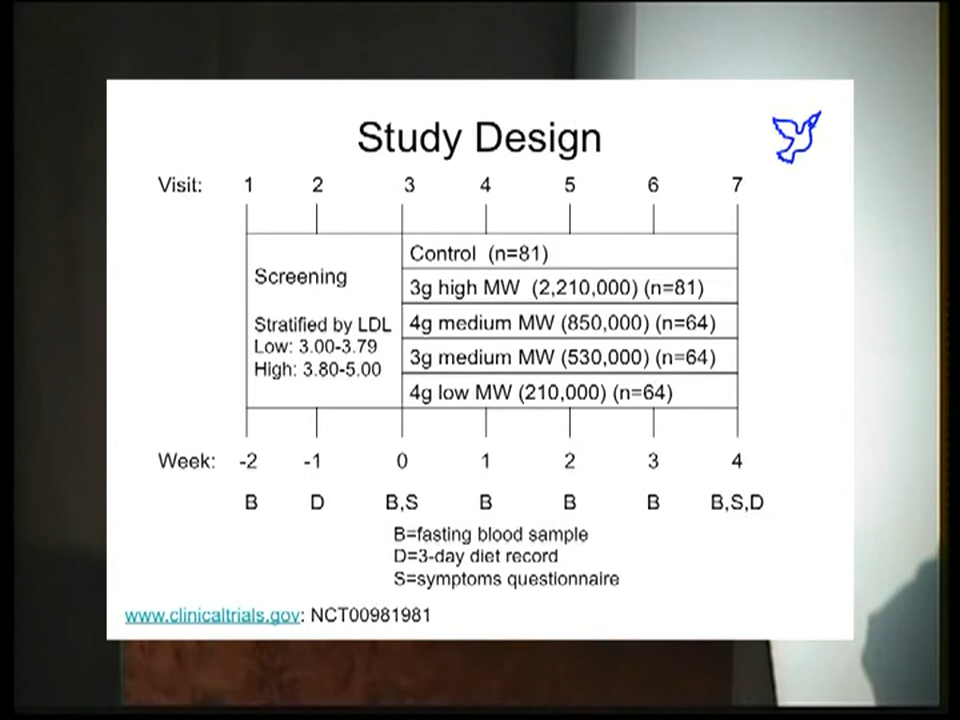 Study Design
Visit: 1 2 3 4 5 6 7
Control (n=81)
3g high MW (2,210,000) (n=81)
4g medium MW (850,000) (n=64)
3g medium MW (530,000) (n=64)
4g low MW (210,000) (n=64)
Screening
Stratified by LDL
Low: 3.00-3.79
High: 3.80-5.00
Week: -2 -1 0 1 2 3 4
B D B,S B B B B,S,D
B=fasting blood sample
D=3-day diet record
S=symptoms questionnaire
www.clinicaltrials.gov: NCT00981981